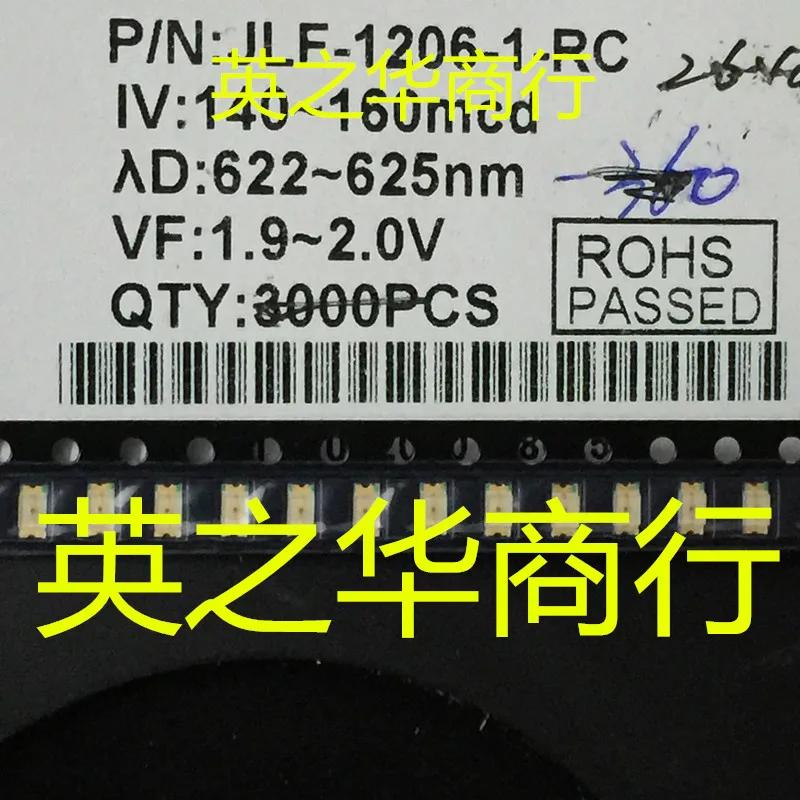 P/N:JLF-1206-1.RC
英之华商行
IV:140~160mcd
λD:622~625nm
VF:1.9~2.0V
QTY:3000PCS
ROHS
PASSED
英之华商行